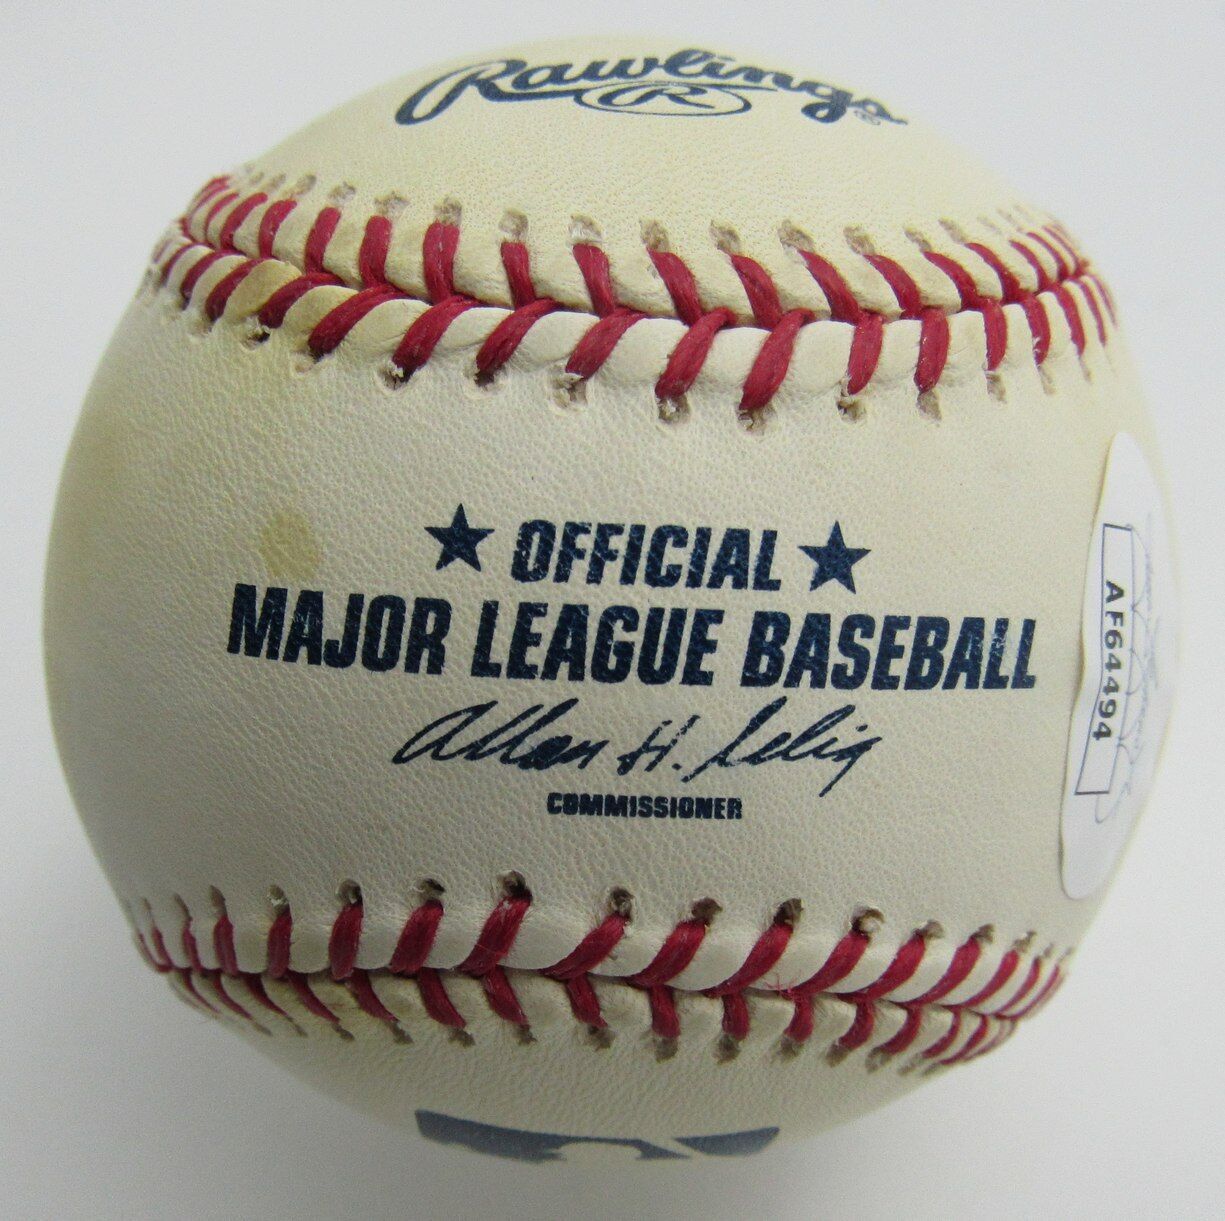 Rawlings®
R
★ OFFICIAL ★
MAJOR LEAGUE BASEBALL
Allan H. Selig
COMMISSIONER
AF64494